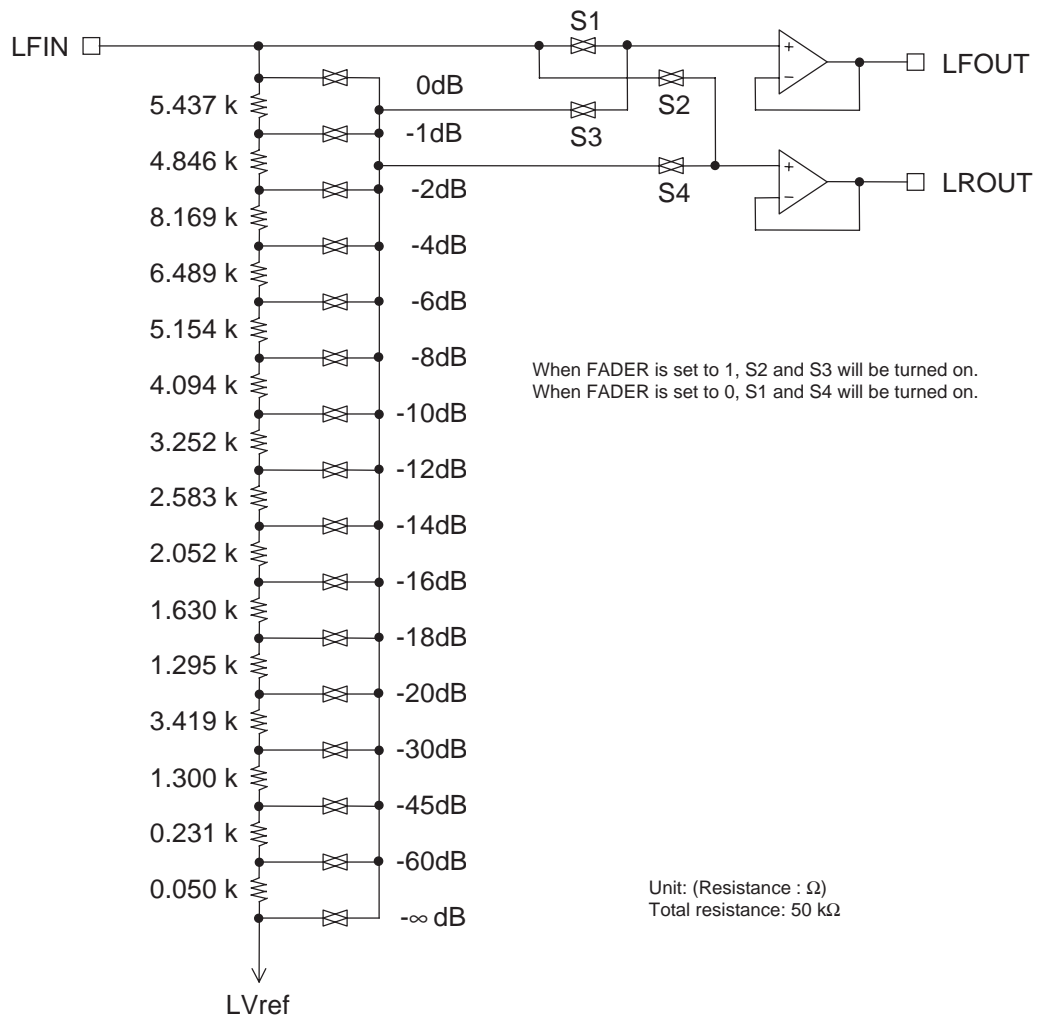 S1
LFIN
LFOUT
0dB
S2
5.437 k
S3
-1dB
4.846 k
LROUT
-2dB
S4
8.169 k
-4dB
6.489 k
-6dB
5.154 k
-8dB
When FADER is set to 1, S2 and S3 will be turned on.
When FADER is set to 0, S1 and S4 will be turned on.
4.094 k
-10dB
3.252 k
-12dB
2.583 k
-14dB
2.052 k
-16dB
1.630 k
-18dB
1.295 k
-20dB
3.419 k
-30dB
1.300 k
-45dB
0.231 k
-60dB
0.050 k
Unit: (Resistance : Ω)
Total resistance: 50 kΩ
-∞ dB
LVref